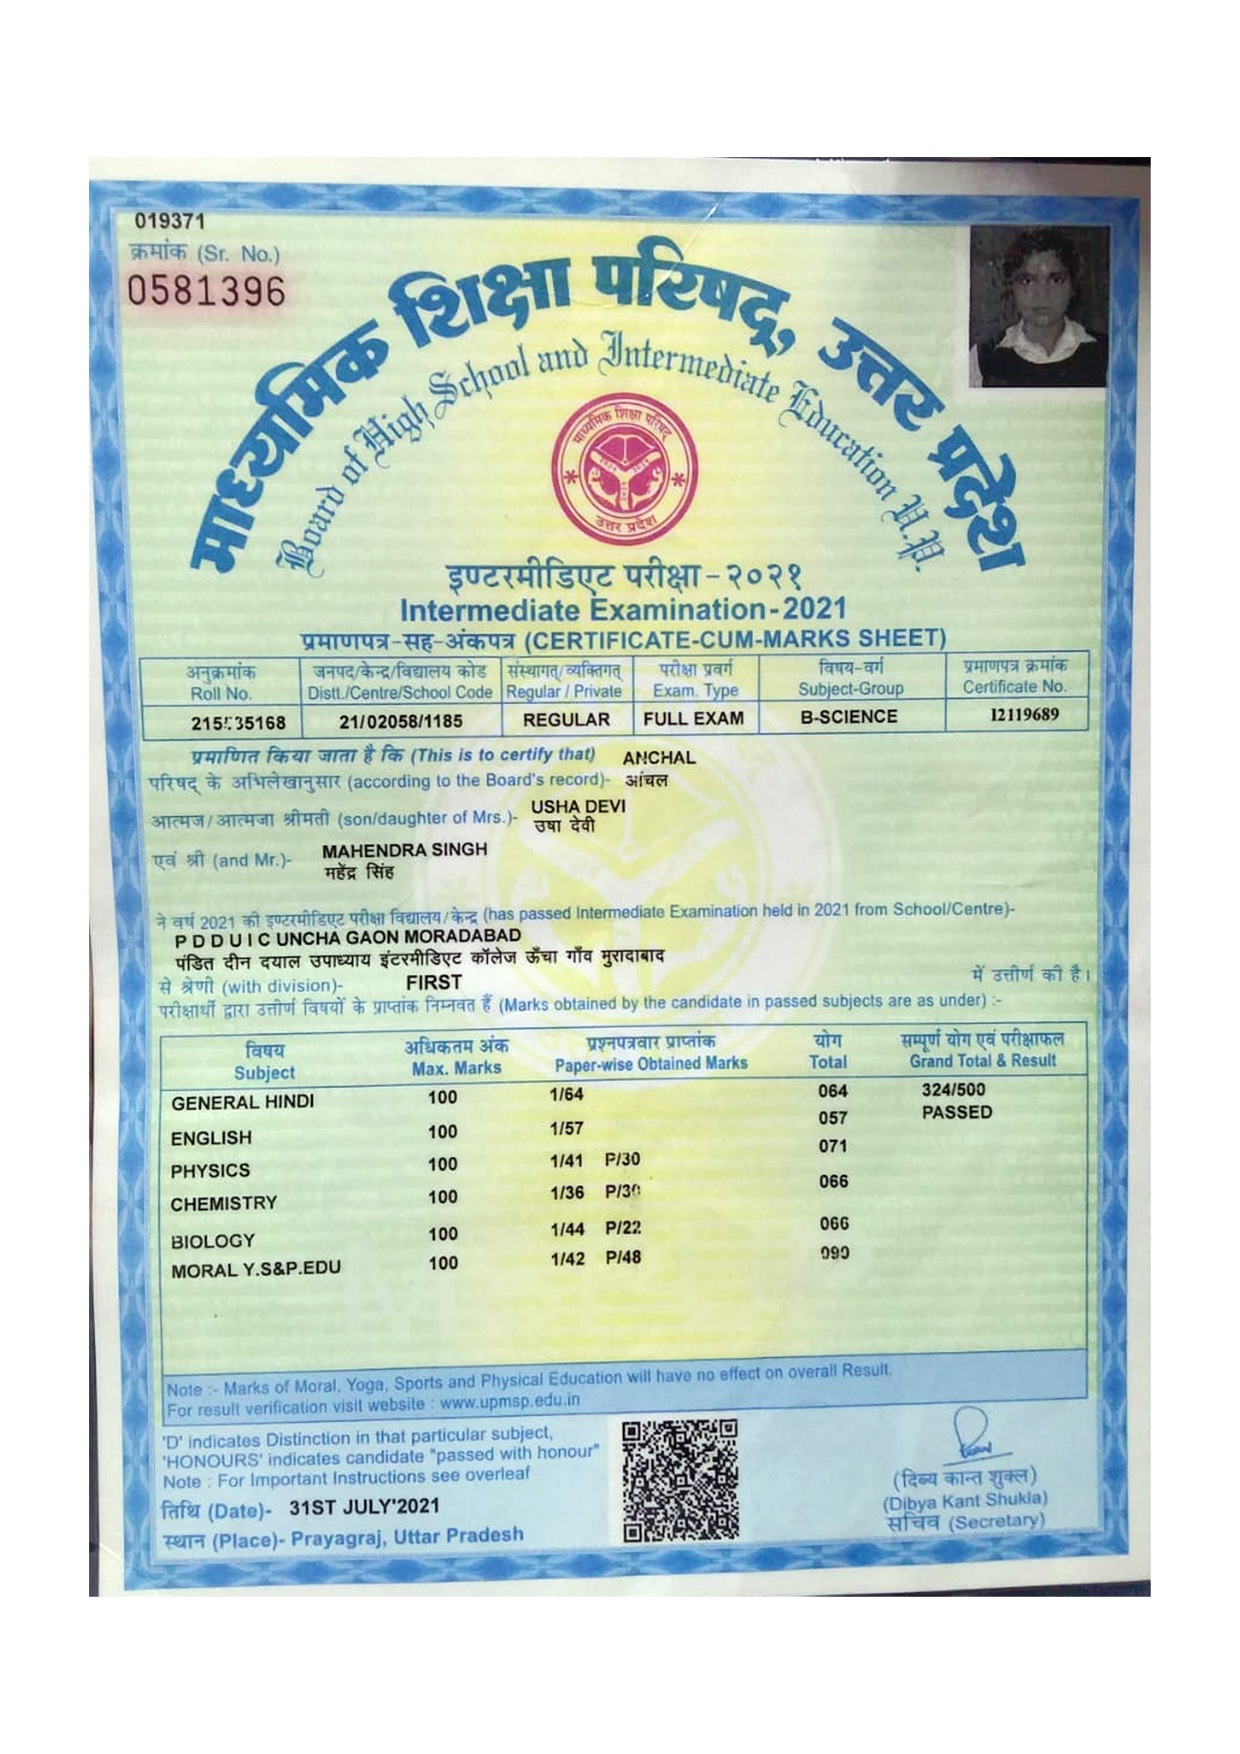 019371
क्रमांक (Sr. No.)
0581396
माध्यमिक शिक्षा परिषद्, उत्तर प्रदेश
Board of High School and Intermediate Education U.P.
माध्यमिक शिक्षा परिषद
उत्तर प्रदेश
इण्टरमीडिएट परीक्षा - २०२१
Intermediate Examination - 2021
प्रमाणपत्र-सह-अंकपत्र (CERTIFICATE-CUM-MARKS SHEET)
अनुक्रमांक जनपद/केन्द्र/विद्यालय कोड संस्थागत्/व्यक्तिगत् परीक्षा प्रवर्ग विषय-वर्ग प्रमाणपत्र क्रमांक
Roll No. Distt./Centre/School Code Regular / Private Exam. Type Subject-Group Certificate No.
21/02058/1185 REGULAR FULL EXAM B-SCIENCE 12119689
प्रमाणित किया जाता है कि (This is to certify that) ANCHAL
परिषद् के अभिलेखानुसार (according to the Board's record)- आंचल
आत्मज/आत्मजा श्रीमती (son/daughter of Mrs.)- USHA DEVI
उषा देवी
एवं श्री (and Mr.)- MAHENDRA SINGH
महेंद्र सिंह
ने वर्ष 2021 की इण्टरमीडिएट परीक्षा विद्यालय/केन्द्र (has passed Intermediate Examination held in 2021 from School/Centre)-
P D D U I C UNCHA GAON MORADABAD
पंडित दीन दयाल उपाध्याय इंटरमीडिएट कॉलेज ऊँचा गाँव मुरादाबाद
से श्रेणी (with division)- FIRST में उत्तीर्ण की है।
परीक्षार्थी द्वारा उत्तीर्ण विषयों के प्राप्तांक निम्नवत हैं (Marks obtained by the candidate in passed subjects are as under) :-
विषय अधिकतम अंक प्रश्नपत्रवार प्राप्तांक योग सम्पूर्ण योग एवं परीक्षाफल
Subject Max. Marks Paper-wise Obtained Marks Total Grand Total & Result
GENERAL HINDI 100 1/64 064 324/500
PASSED
ENGLISH 100 1/57 057
PHYSICS 100 1/41 P/30 071
CHEMISTRY 100 1/36 P/30 066
BIOLOGY 100 1/44 P/22 066
MORAL Y.S&P.EDU 100 1/42 P/48 090
Note :- Marks of Moral, Yoga, Sports and Physical Education will have no effect on overall Result.
For result verification visit website : www.upmsp.edu.in
'D' indicates Distinction in that particular subject,
'HONOURS' indicates candidate "passed with honour"
Note : For Important Instructions see overleaf
तिथि (Date)- 31ST JULY'2021
स्थान (Place)- Prayagraj, Uttar Pradesh
(दिब्य कान्त शुक्ल)
(Dibya Kant Shukla)
सचिव (Secretary)